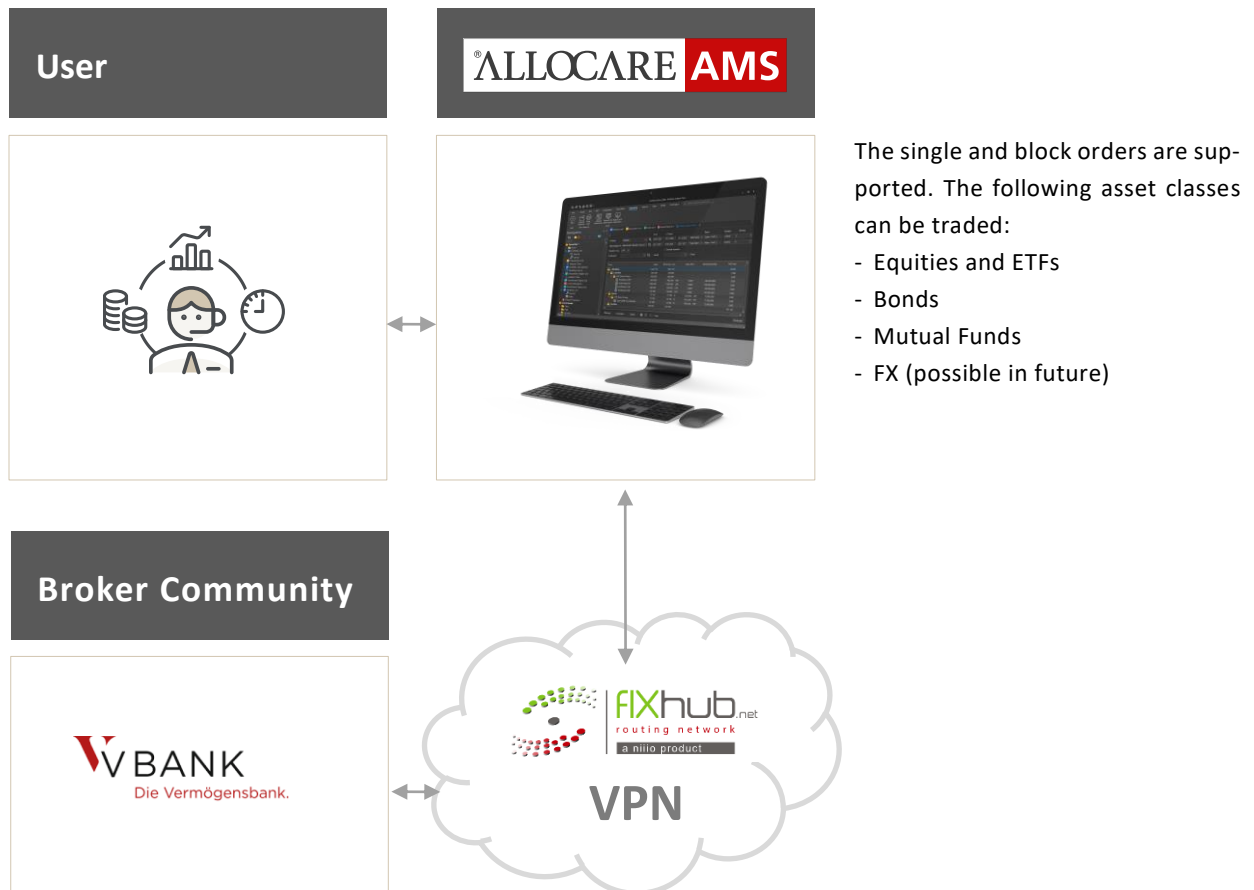 User
®ALLOCARE AMS
The single and block orders are sup-
ported. The following asset classes
can be traded:
- Equities and ETFs
- Bonds
- Mutual Funds
- FX (possible in future)
Broker Community
VBANK
Die Vermögensbank.
fIXhub.net
routing network
a niiio product
VPN